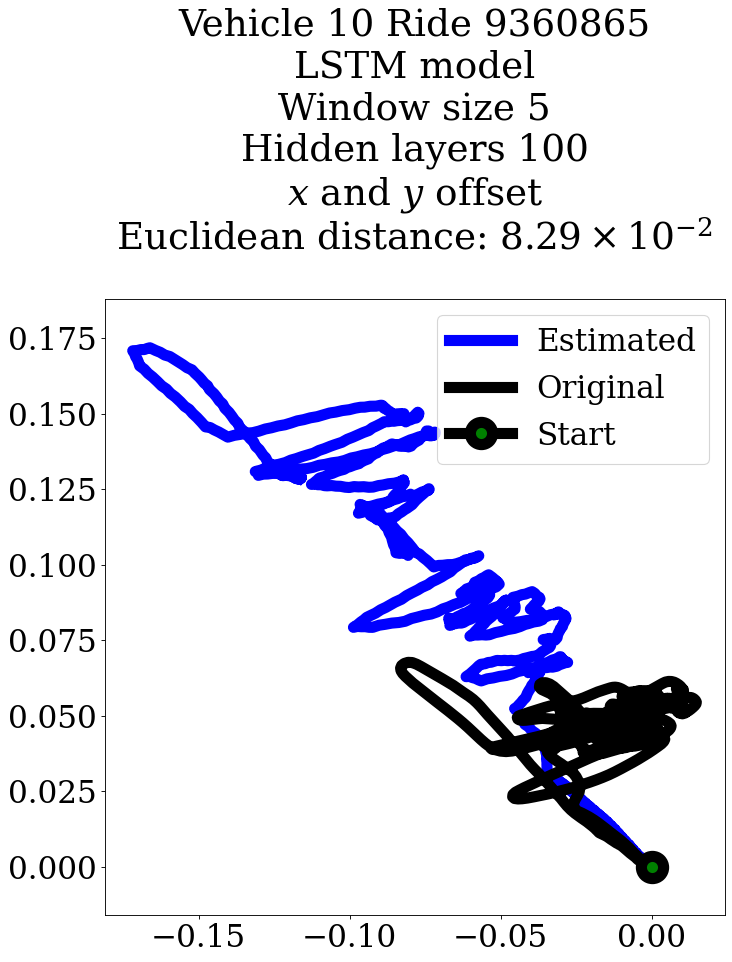 Vehicle 10 Ride 9360865
LSTM model
Window size 5
Hidden layers 100
x and y offset
Euclidean distance: 8.29 × 10⁻²
Estimated
Original
Start
0.175
0.150
0.125
0.100
0.075
0.050
0.025
0.000
−0.15 −0.10 −0.05 0.00